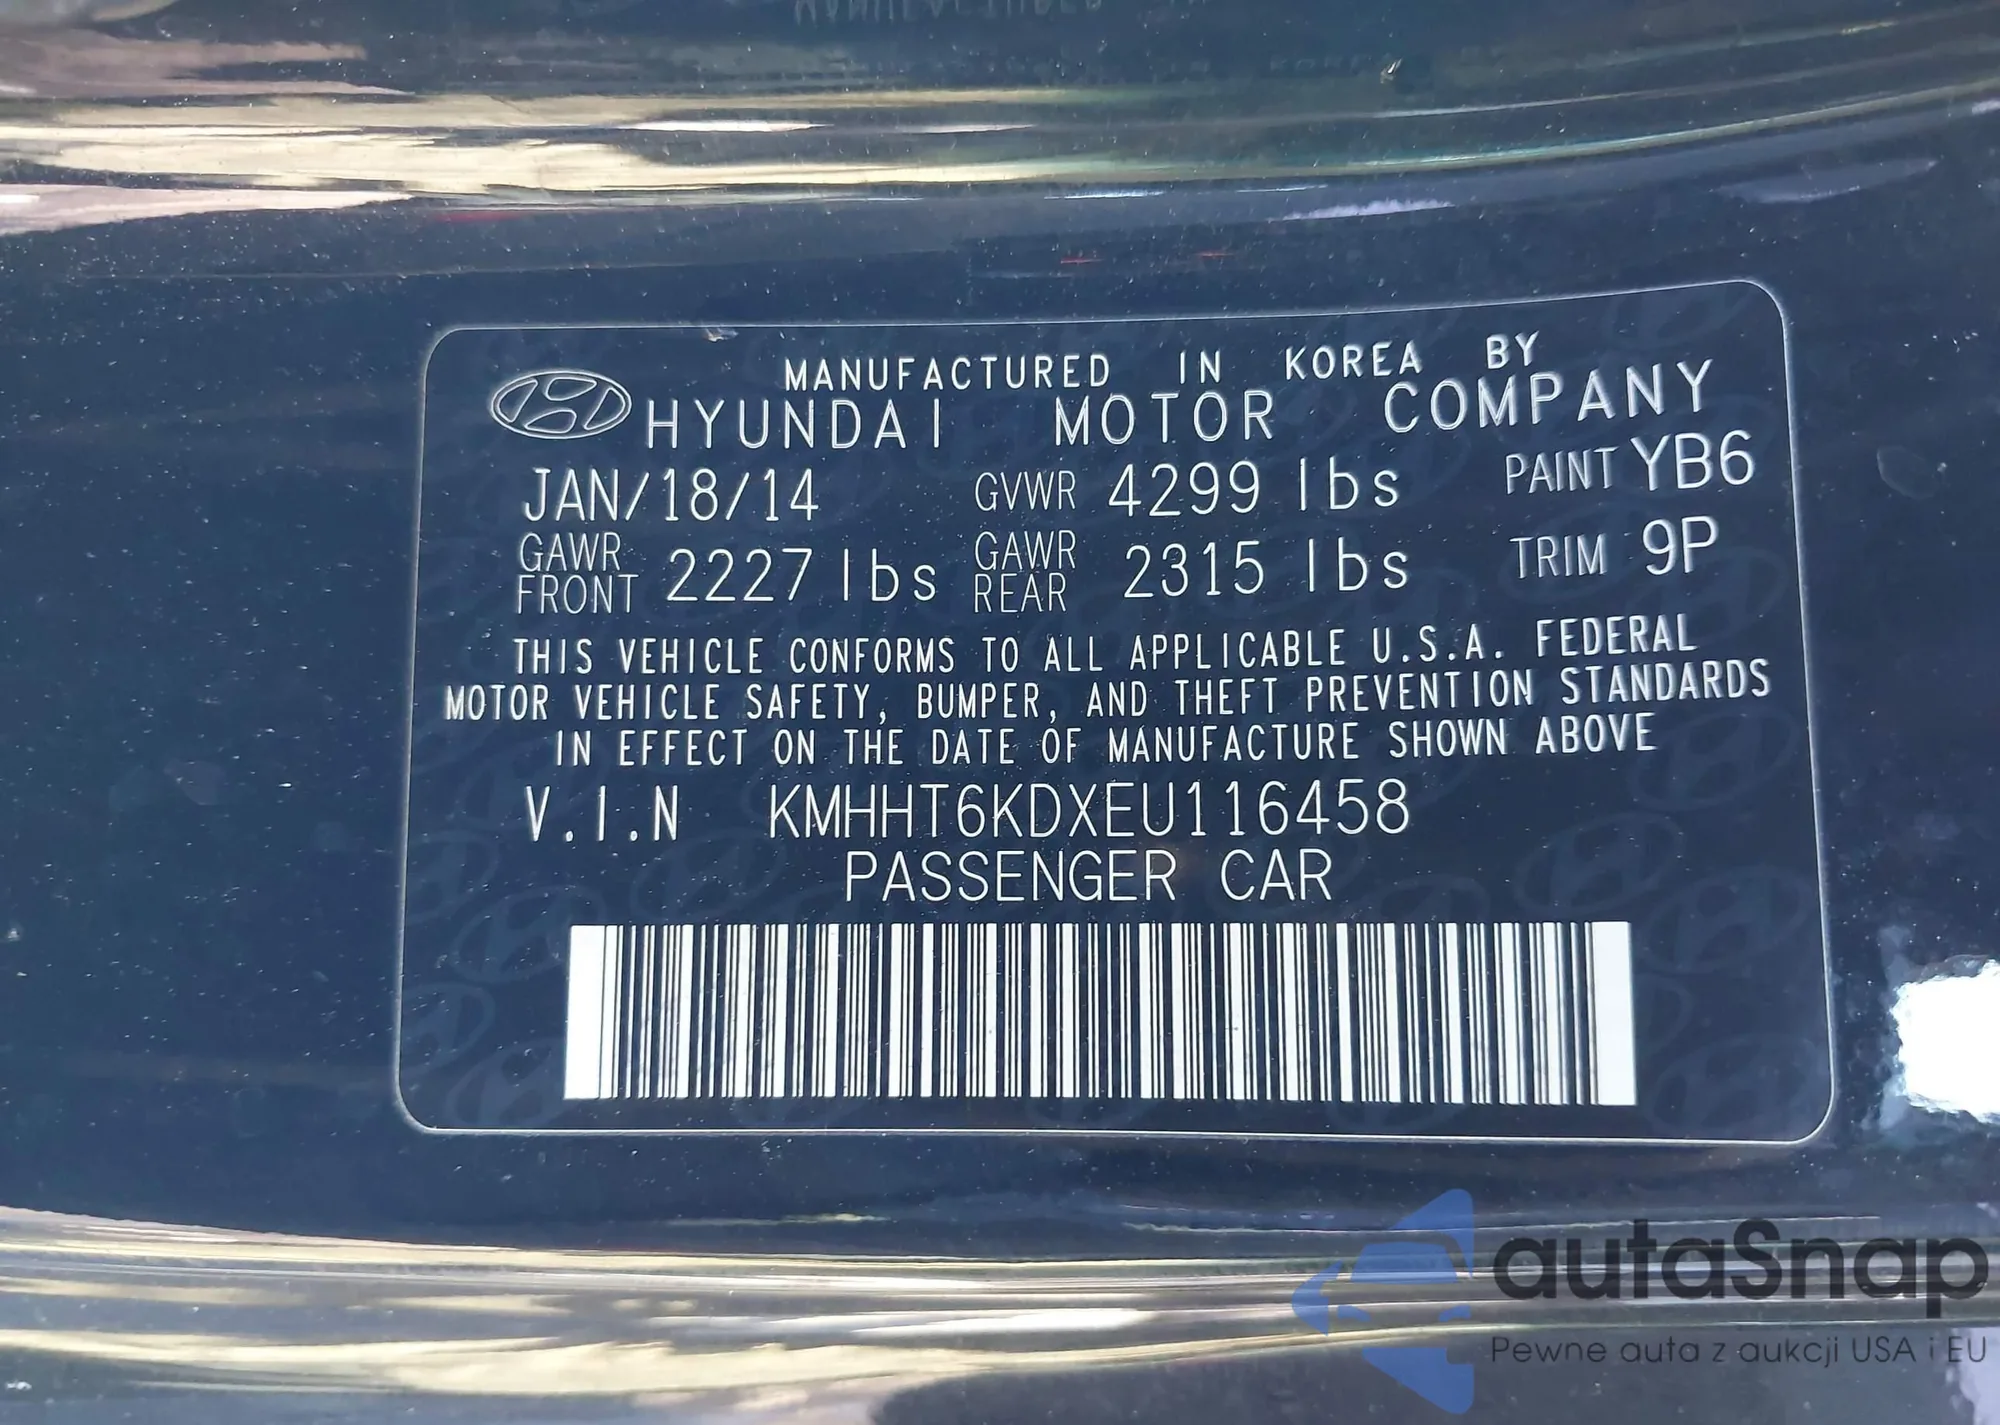 MANUFACTURED IN KOREA BY
HYUNDAI MOTOR COMPANY
JAN/18/14 GVWR 4299 lbs PAINT YB6
GAWR FRONT 2227 lbs GAWR REAR 2315 lbs TRIM 9P
THIS VEHICLE CONFORMS TO ALL APPLICABLE U.S.A. FEDERAL
MOTOR VEHICLE SAFETY, BUMPER, AND THEFT PREVENTION STANDARDS
IN EFFECT ON THE DATE OF MANUFACTURE SHOWN ABOVE
V.I.N KMHHT6KDXEU116458
PASSENGER CAR
autaSnap
Pewne auta z aukcji USA i EU